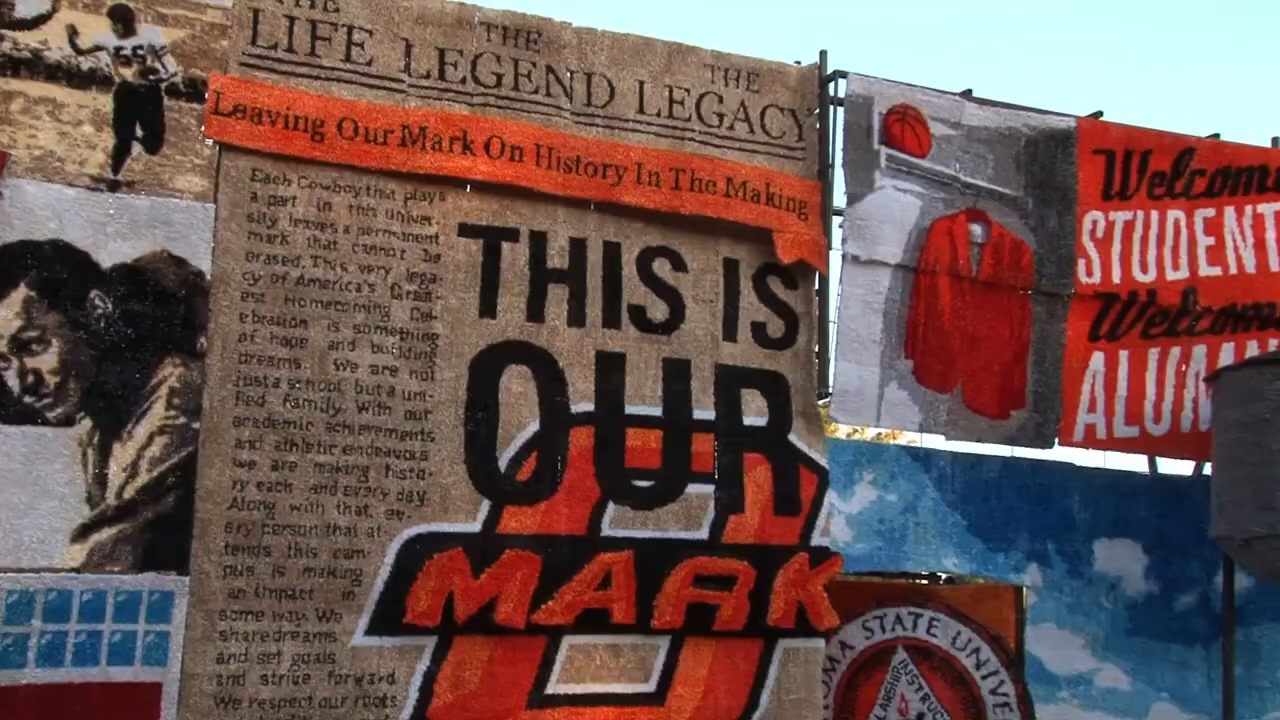 THE
THE
THE
LIFE LEGEND LEGACY
Leaving Our Mark On History In The Making
Each Cowboy that plays
a part in this univer-
sity leaves a permanent
mark that cannot be
erased. This very lega-
cy of America's Great-
est Homecoming Cel-
ebration is something
of hope and building
dreams. We are not
just a school, but a uni-
fied family. With our
academic achievements
and athletic endeavors
we are making histo-
ry each and every day.
Along with that, ev-
ery person that at
tends this cam-
pus is making
an impact in
some way. We
share dreams
and set goals
and strive forward
We respect our roots
THIS IS
OUR
MARK
55
Welcome
STUDENT
Welcome
ALUMN
OMA STATE UNIVE
LARSHIP
INSTRUC